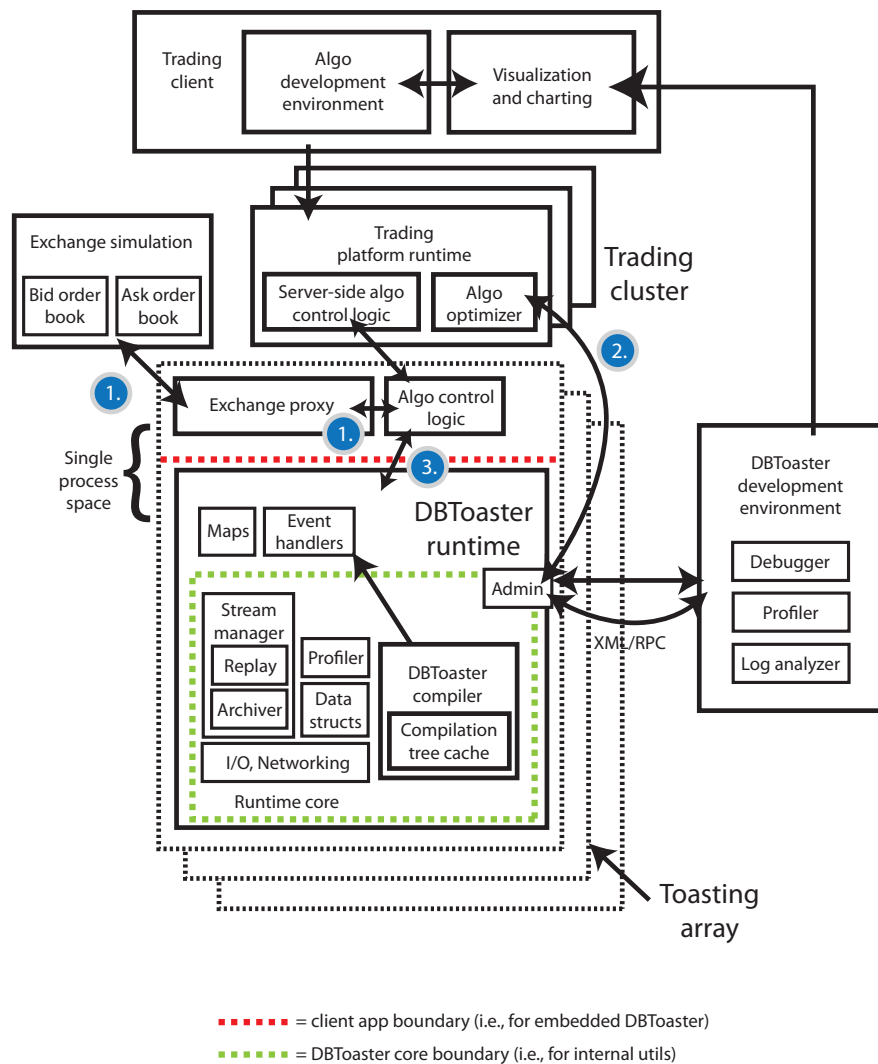 Trading
client
Algo
development
environment
Visualization
and charting
Exchange simulation
Bid order
book
Ask order
book
Trading
platform runtime
Server-side algo
control logic
Algo
optimizer
Trading
cluster
1.
2.
Exchange proxy
1.
Algo control
logic
3.
Single
process
space
DBToaster
runtime
Maps
Event
handlers
Admin
XML/RPC
DBToaster
development
environment
Debugger
Profiler
Log analyzer
Stream
manager
Replay
Archiver
Profiler
Data
structs
I/O, Networking
DBToaster
compiler
Compilation
tree cache
Runtime core
Toasting
array
= client app boundary (i.e., for embedded DBToaster)
= DBToaster core boundary (i.e., for internal utils)